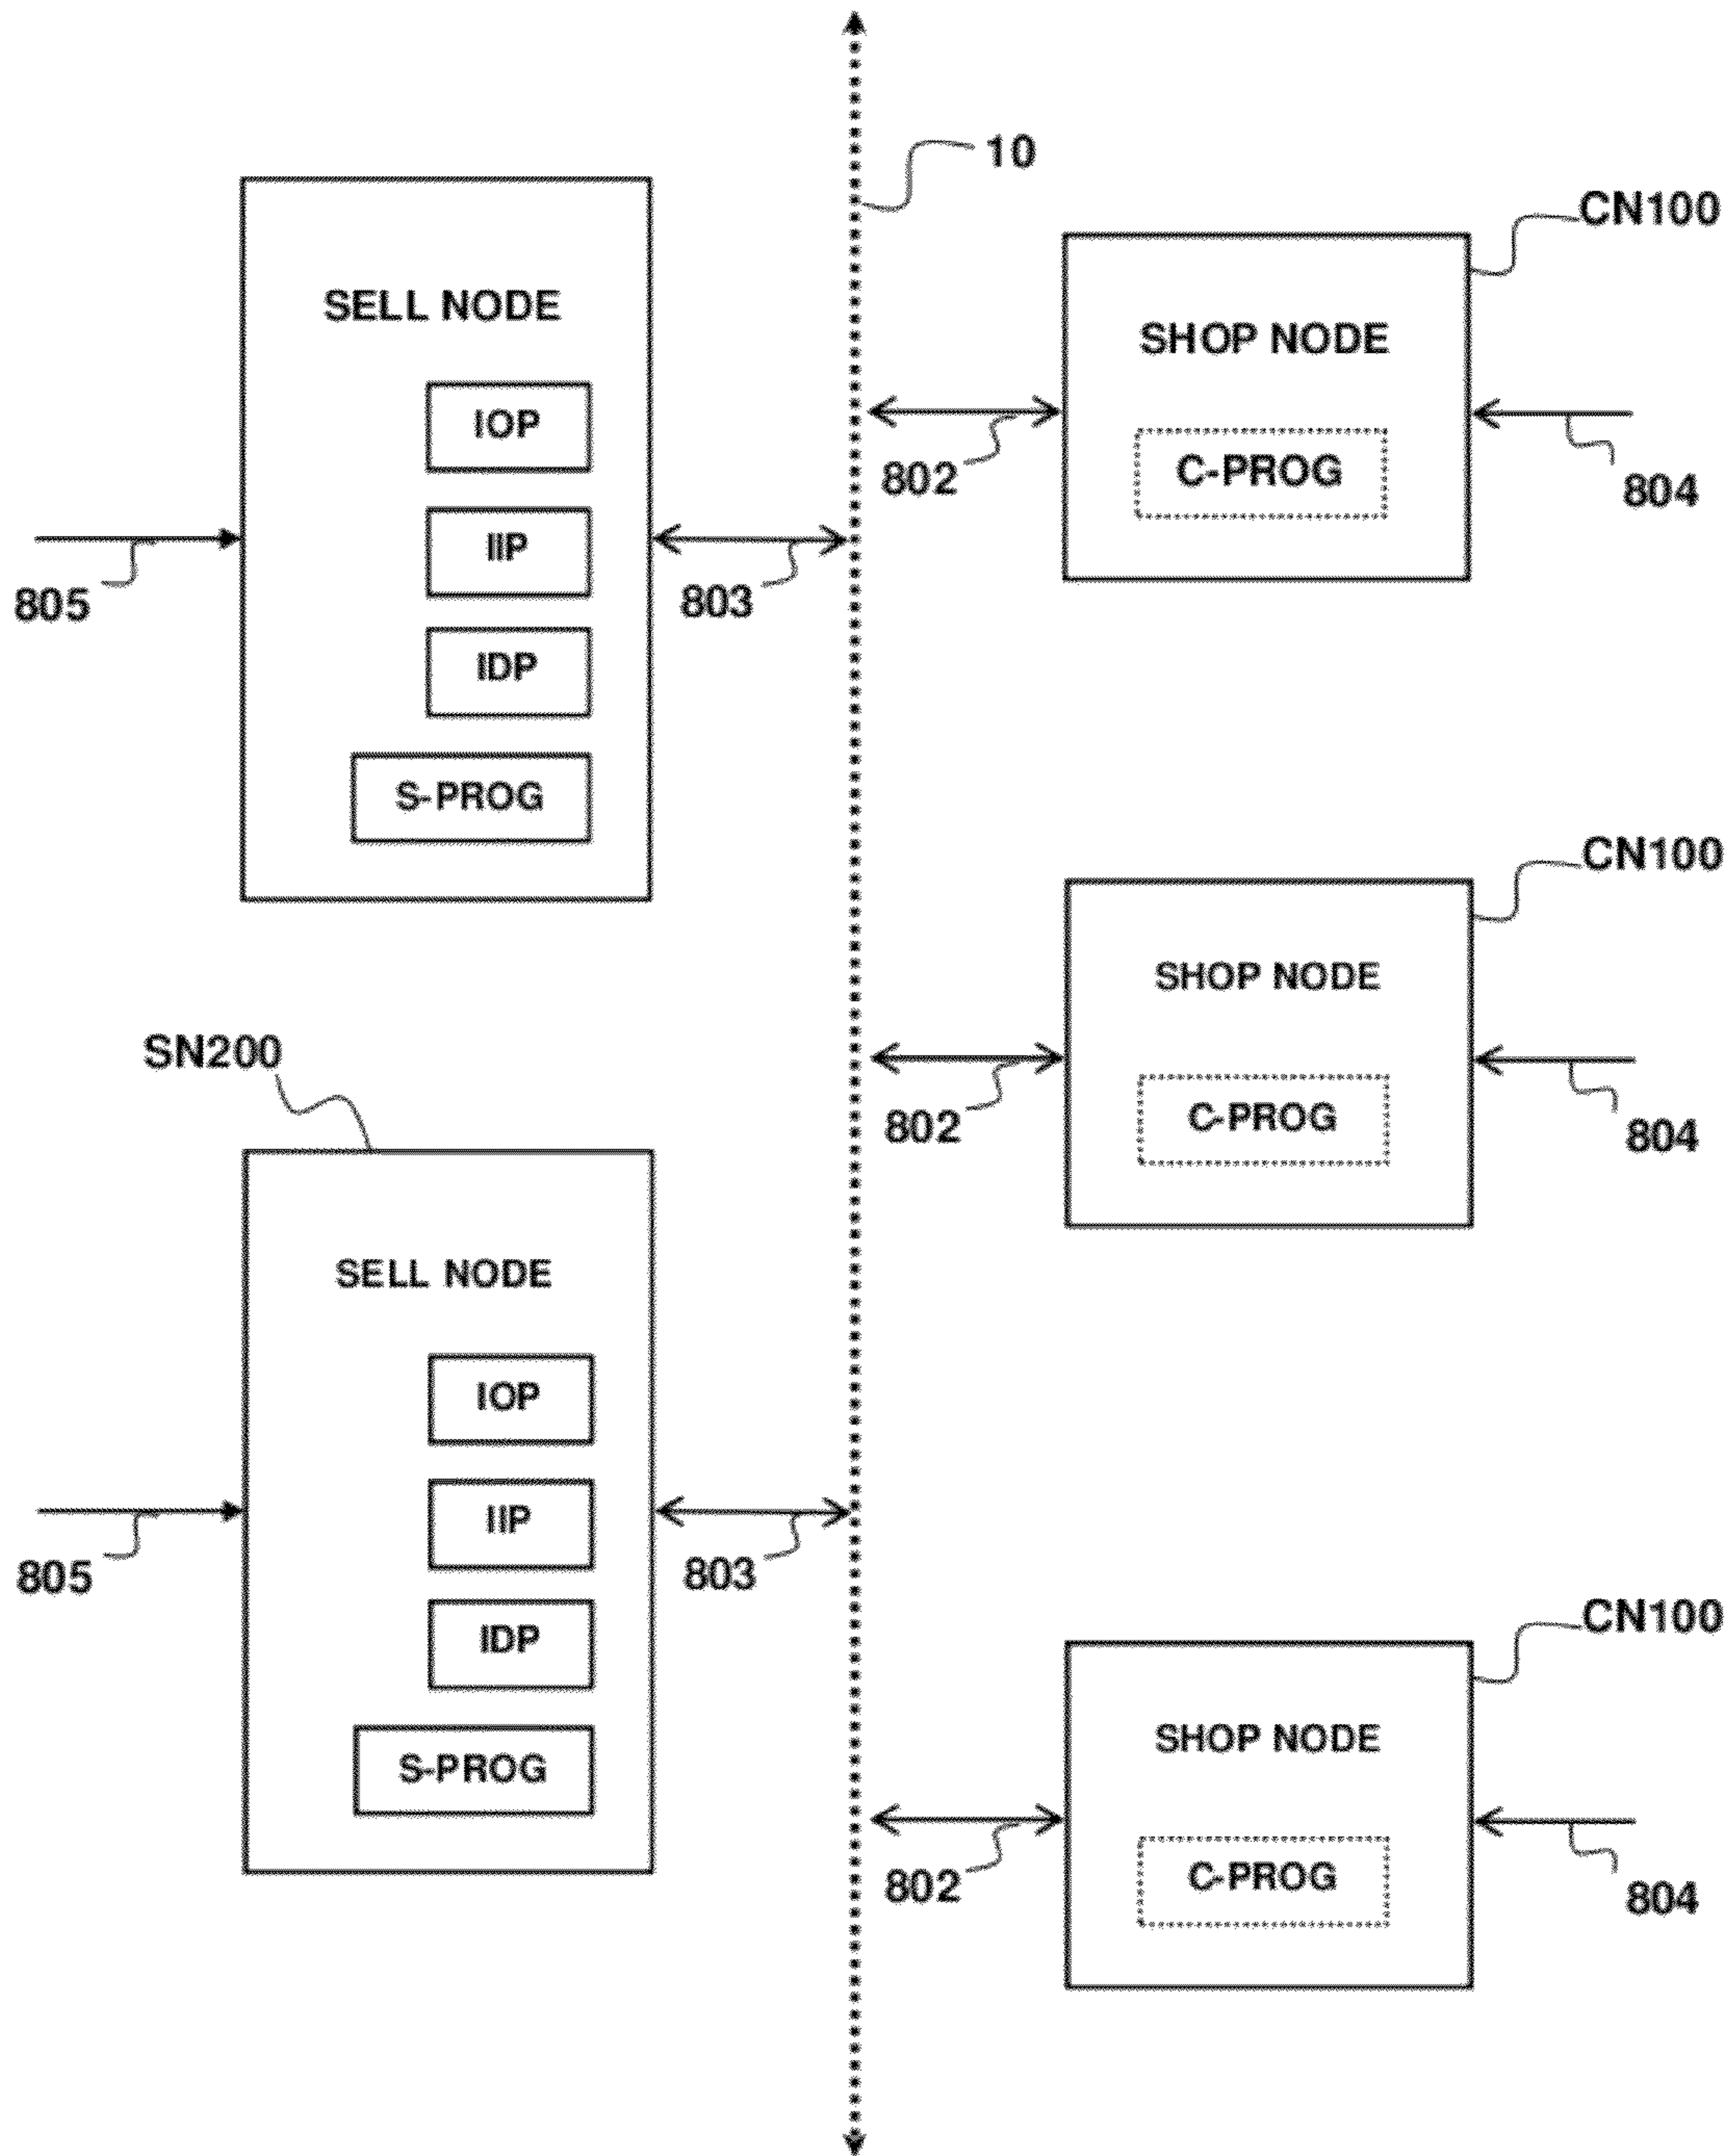 10
CN100
SELL NODE
SHOP NODE
IOP
C-PROG
802
804
IIP
805
803
IDP
S-PROG
CN100
SHOP NODE
SN200
C-PROG
802
804
SELL NODE
IOP
IIP
805
803
CN100
IDP
SHOP NODE
S-PROG
C-PROG
802
804